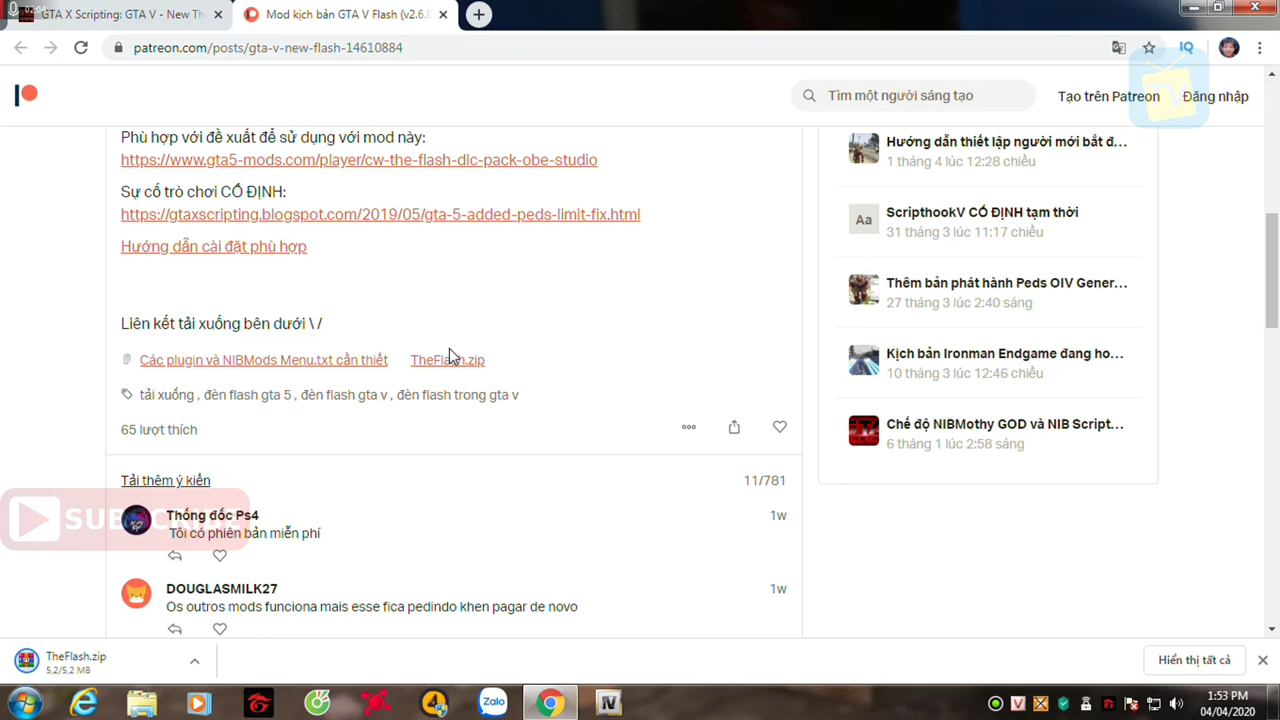 GTA X Scripting: GTA V - New Th
Mod kịch bản GTA V Flash (v2.6.8
patreon.com/posts/gta-v-new-flash-14610884
Tìm một người sáng tạo
Tạo trên Patreon
Đăng nhập
Phù hợp với đề xuất để sử dụng với mod này:
https://www.gta5-mods.com/player/cw-the-flash-dlc-pack-obe-studio
Sự cố trò chơi CỐ ĐỊNH:
https://gtaxscripting.blogspot.com/2019/05/gta-5-added-peds-limit-fix.html
Hướng dẫn cài đặt phù hợp
Liên kết tải xuống bên dưới \ /
Các plugin và NIBMods Menu.txt cần thiết
TheFlash.zip
tải xuống , đèn flash gta 5 , đèn flash gta v , đèn flash trong gta v
65 lượt thích
Tải thêm ý kiến
11/781
Thống đốc Ps4
1w
Tôi có phiên bản miễn phí
DOUGLASMILK27
1w
Os outros mods funciona mais esse fica pedindo khen pagar de novo
Hướng dẫn thiết lập người mới bắt đ...
1 tháng 4 lúc 12:28 chiều
Aa
ScripthookV CỐ ĐỊNH tạm thời
31 tháng 3 lúc 11:17 chiều
Thêm bản phát hành Peds OIV Gener...
27 tháng 3 lúc 2:40 sáng
Kịch bản Ironman Endgame đang ho...
10 tháng 3 lúc 12:46 chiều
Chế độ NIBMothy GOD và NIB Script...
6 tháng 1 lúc 2:58 sáng
SUBSCRIBE
TheFlash.zip
5,2/5,2 MB
Hiển thị tất cả
Zalo
1:53 PM
04/04/2020